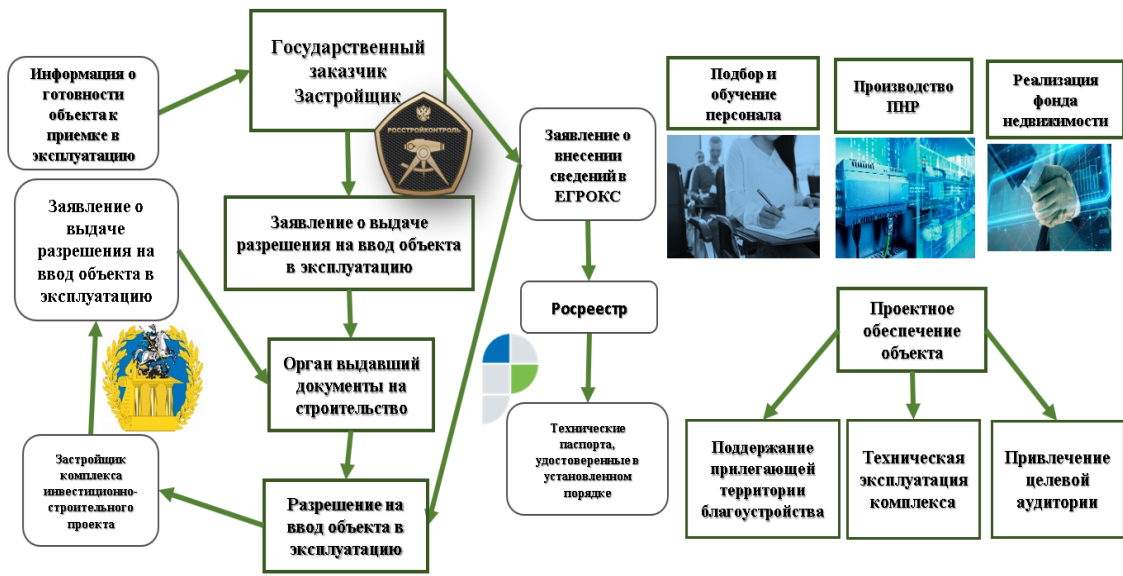 Информация о
готовности
объекта к
приемке в
эксплуатацию
Государственный
заказчик
Застройщик
РОССТРОЙКОНТРОЛЬ
Заявление о
внесении
сведений в
ЕГРОКС
Подбор и
обучение
персонала
Производство
ПНР
Реализация
фонда
недвижимости
Заявление о
выдаче
разрешения на
ввод объекта в
эксплуатацию
Заявление о выдаче
разрешения на ввод объекта
в эксплуатацию
Росреестр
Проектное
обеспечение
объекта
Орган выдавший
документы на
строительство
Застройщик
комплекса
инвестиционно-
строительного
проекта
Разрешение на
ввод объекта в
эксплуатацию
Технические
паспорта,
удостоверенные в
установленном
порядке
Поддержание
прилегающей
территории
благоустройства
Техническая
эксплуатация
комплекса
Привлечение
целевой
аудитории